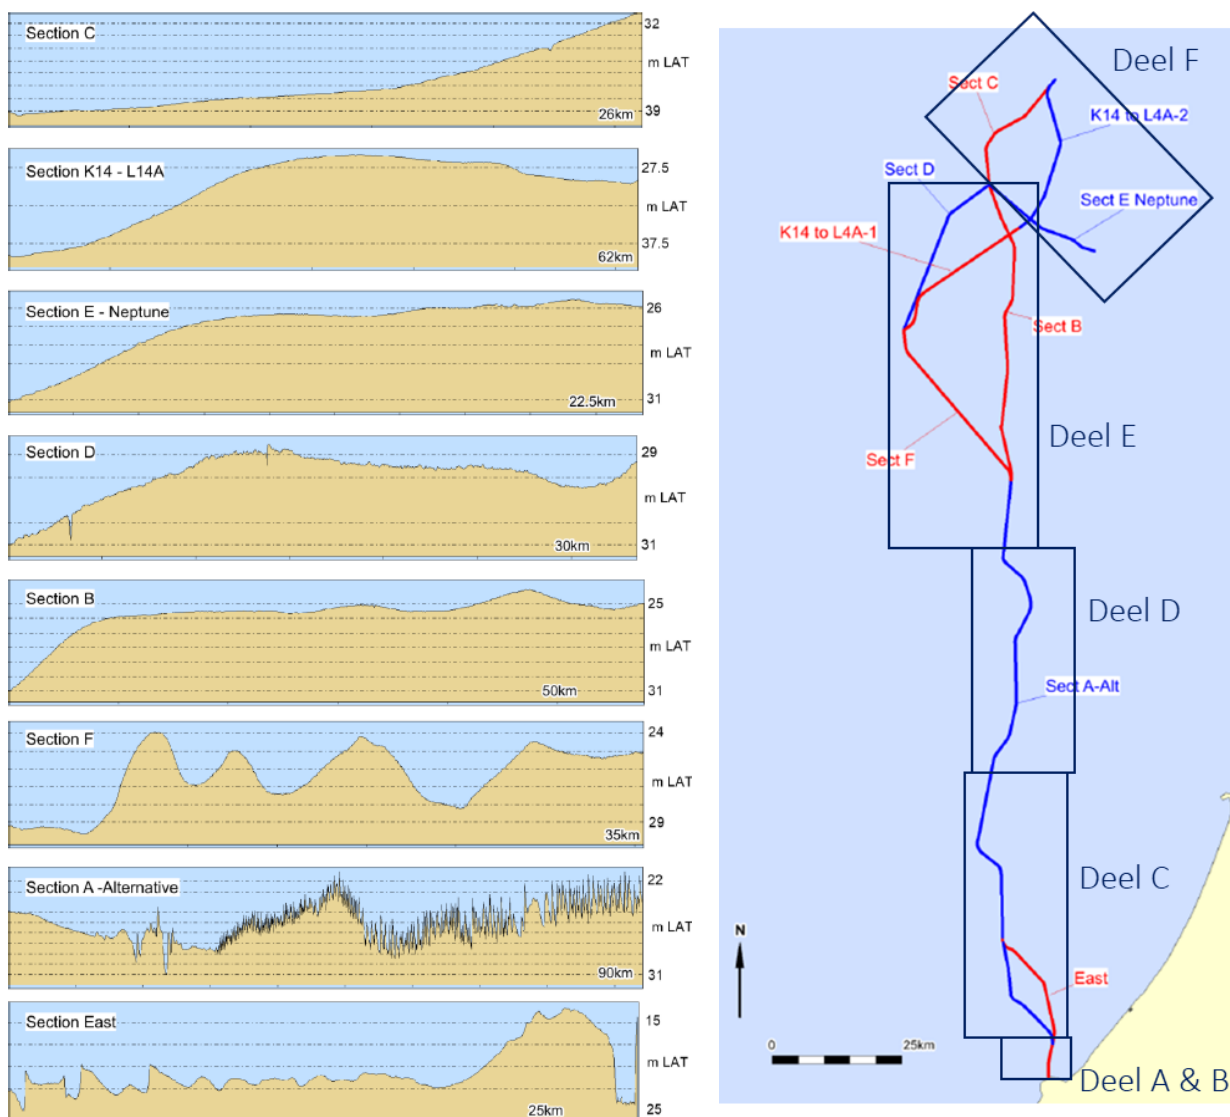 Section C
32
m LAT
39
26km
Section K14 - L14A
27.5
m LAT
37.5
62km
Section E - Neptune
26
m LAT
31
22.5km
Section D
29
m LAT
31
30km
Section B
25
m LAT
31
50km
Section F
24
m LAT
29
35km
Section A -Alternative
22
m LAT
31
90km
Section East
15
m LAT
25
25km
Deel F
Sect C
K14 to L4A-2
Sect D
Sect E Neptune
K14 to L4A-1
Sect B
Deel E
Sect F
Deel D
Sect A-Alt
Deel C
N
East
0
25km
Deel A & B